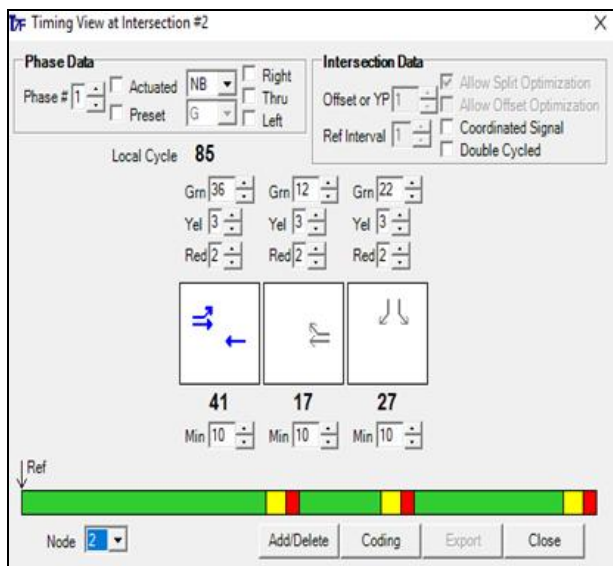 T7F Timing View at Intersection #2 X
Phase Data
Phase # 1 Actuated NB Right
Thru
Preset G Left
Intersection Data
Offset or YP 1 Allow Split Optimization
Allow Offset Optimization
Ref Interval 1 Coordinated Signal
Double Cycled
Local Cycle 85
Grn 36 Grn 12 Grn 22
Yel 3 Yel 3 Yel 3
Red 2 Red 2 Red 2
41 17 27
Min 10 Min 10 Min 10
Ref
Node 2 Add/Delete Coding Export Close